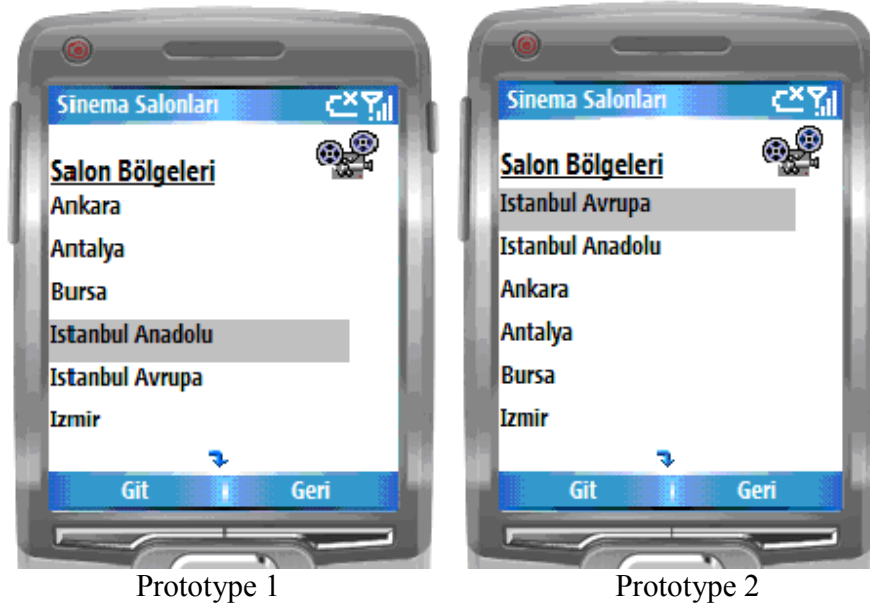 Sinema Salonları
Salon Bölgeleri
Ankara
Antalya
Bursa
Istanbul Anadolu
Istanbul Avrupa
Izmir
Git
Geri
Prototype 1
Sinema Salonları
Salon Bölgeleri
Istanbul Avrupa
Istanbul Anadolu
Ankara
Antalya
Bursa
Izmir
Git
Geri
Prototype 2